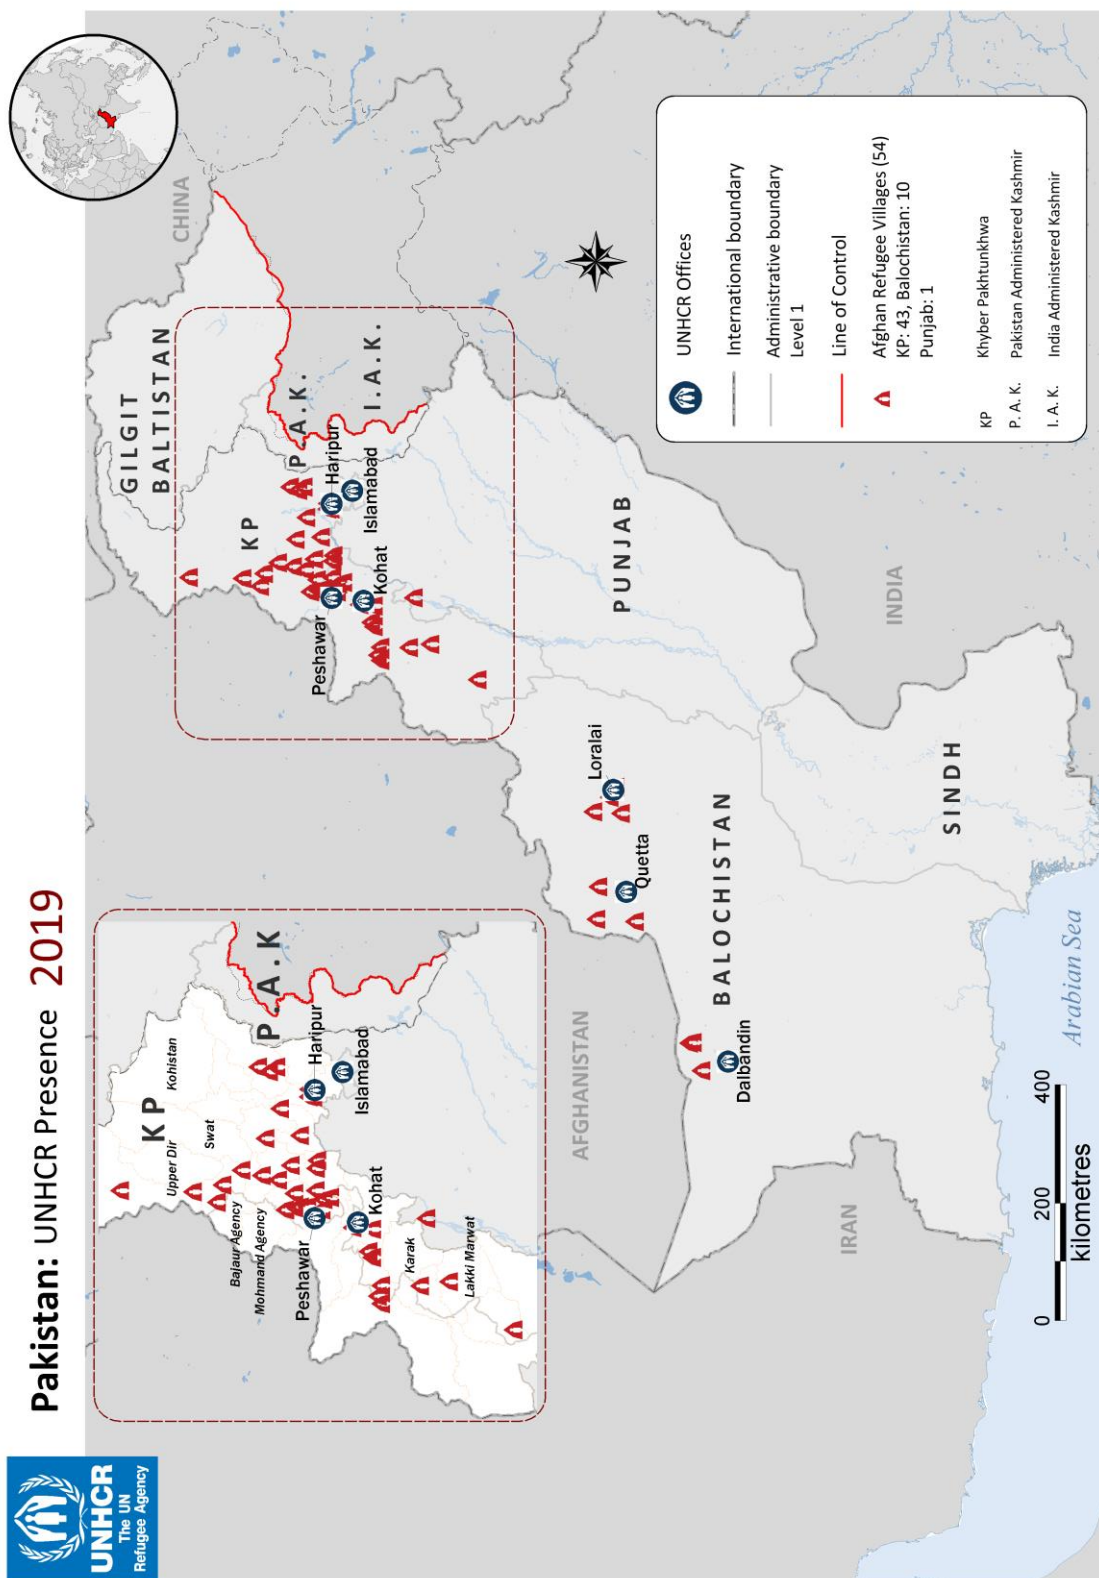 UNHCR
The UN
Refugee Agency
Pakistan: UNHCR Presence 2019
KP
Kohistan
Upper Dir
Swat
Bajaur Agency
Mohmand Agency
P . A . K
Haripur
Islamabad
Peshawar
Kohat
Karak
Lakki Marwat
CHINA
GILGIT
BALTISTAN
KP
P . A . K.
I. A. K.
Haripur
Islamabad
Peshawar
Kohat
PUNJAB
INDIA
AFGHANISTAN
Loralai
Quetta
BALOCHISTAN
Dalbandin
SINDH
IRAN
Arabian Sea
0 200 400
kilometres
UNHCR Offices
International boundary
Administrative boundary
Level 1
Line of Control
Afghan Refugee Villages (54)
KP: 43, Balochistan: 10
Punjab: 1
KP Khyber Pakhtunkhwa
P. A. K. Pakistan Administered Kashmir
I. A. K. India Administered Kashmir